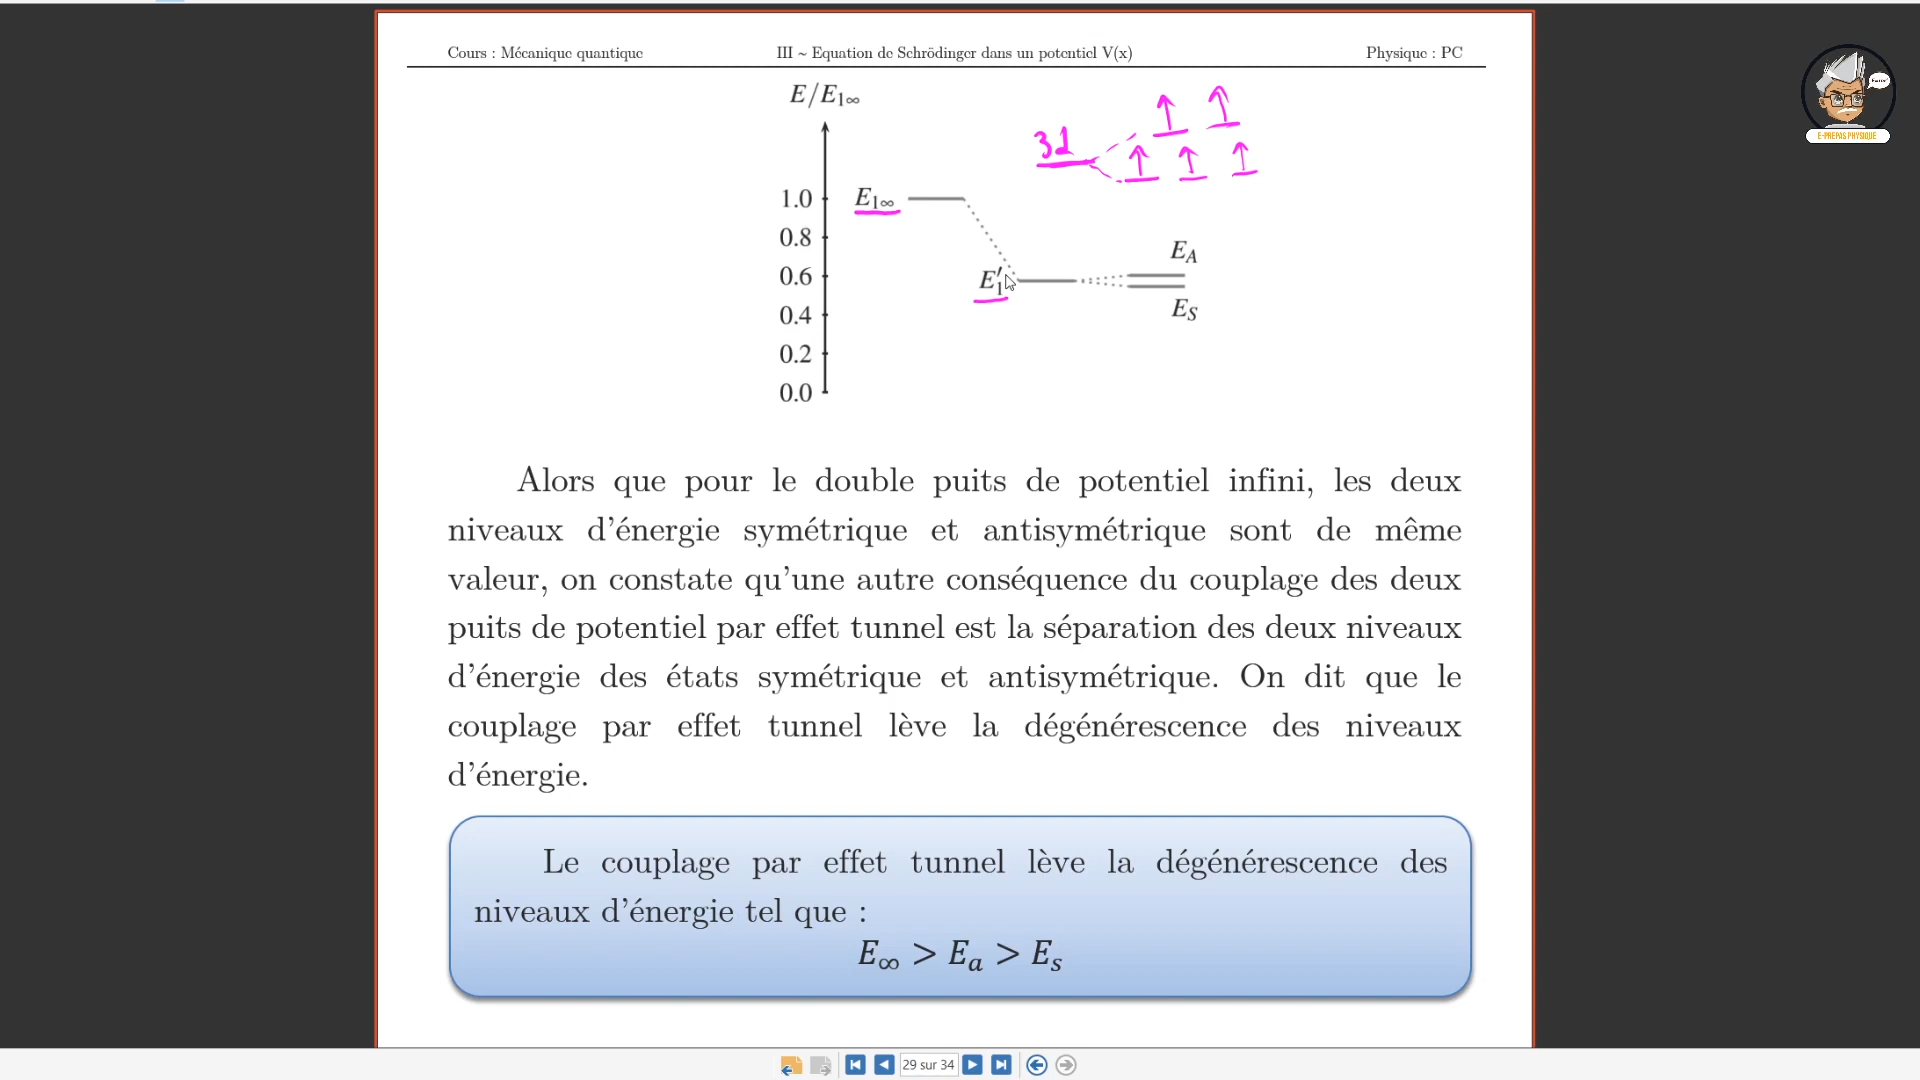 Cours : Mécanique quantique III ~ Equation de Schrödinger dans un potentiel V(x) Physique : PC
E/E1∞
3d
1.0 E1∞
0.8
EA
0.6 E′1
0.4 ES
0.2
0.0
Alors que pour le double puits de potentiel infini, les deux
niveaux d'énergie symétrique et antisymétrique sont de même
valeur, on constate qu'une autre conséquence du couplage des deux
puits de potentiel par effet tunnel est la séparation des deux niveaux
d'énergie des états symétrique et antisymétrique. On dit que le
couplage par effet tunnel lève la dégénérescence des niveaux
d'énergie.
Le couplage par effet tunnel lève la dégénérescence des
niveaux d'énergie tel que :
E∞ > Ea > Es
E-PREPAS PHYSIQUE
29 sur 34